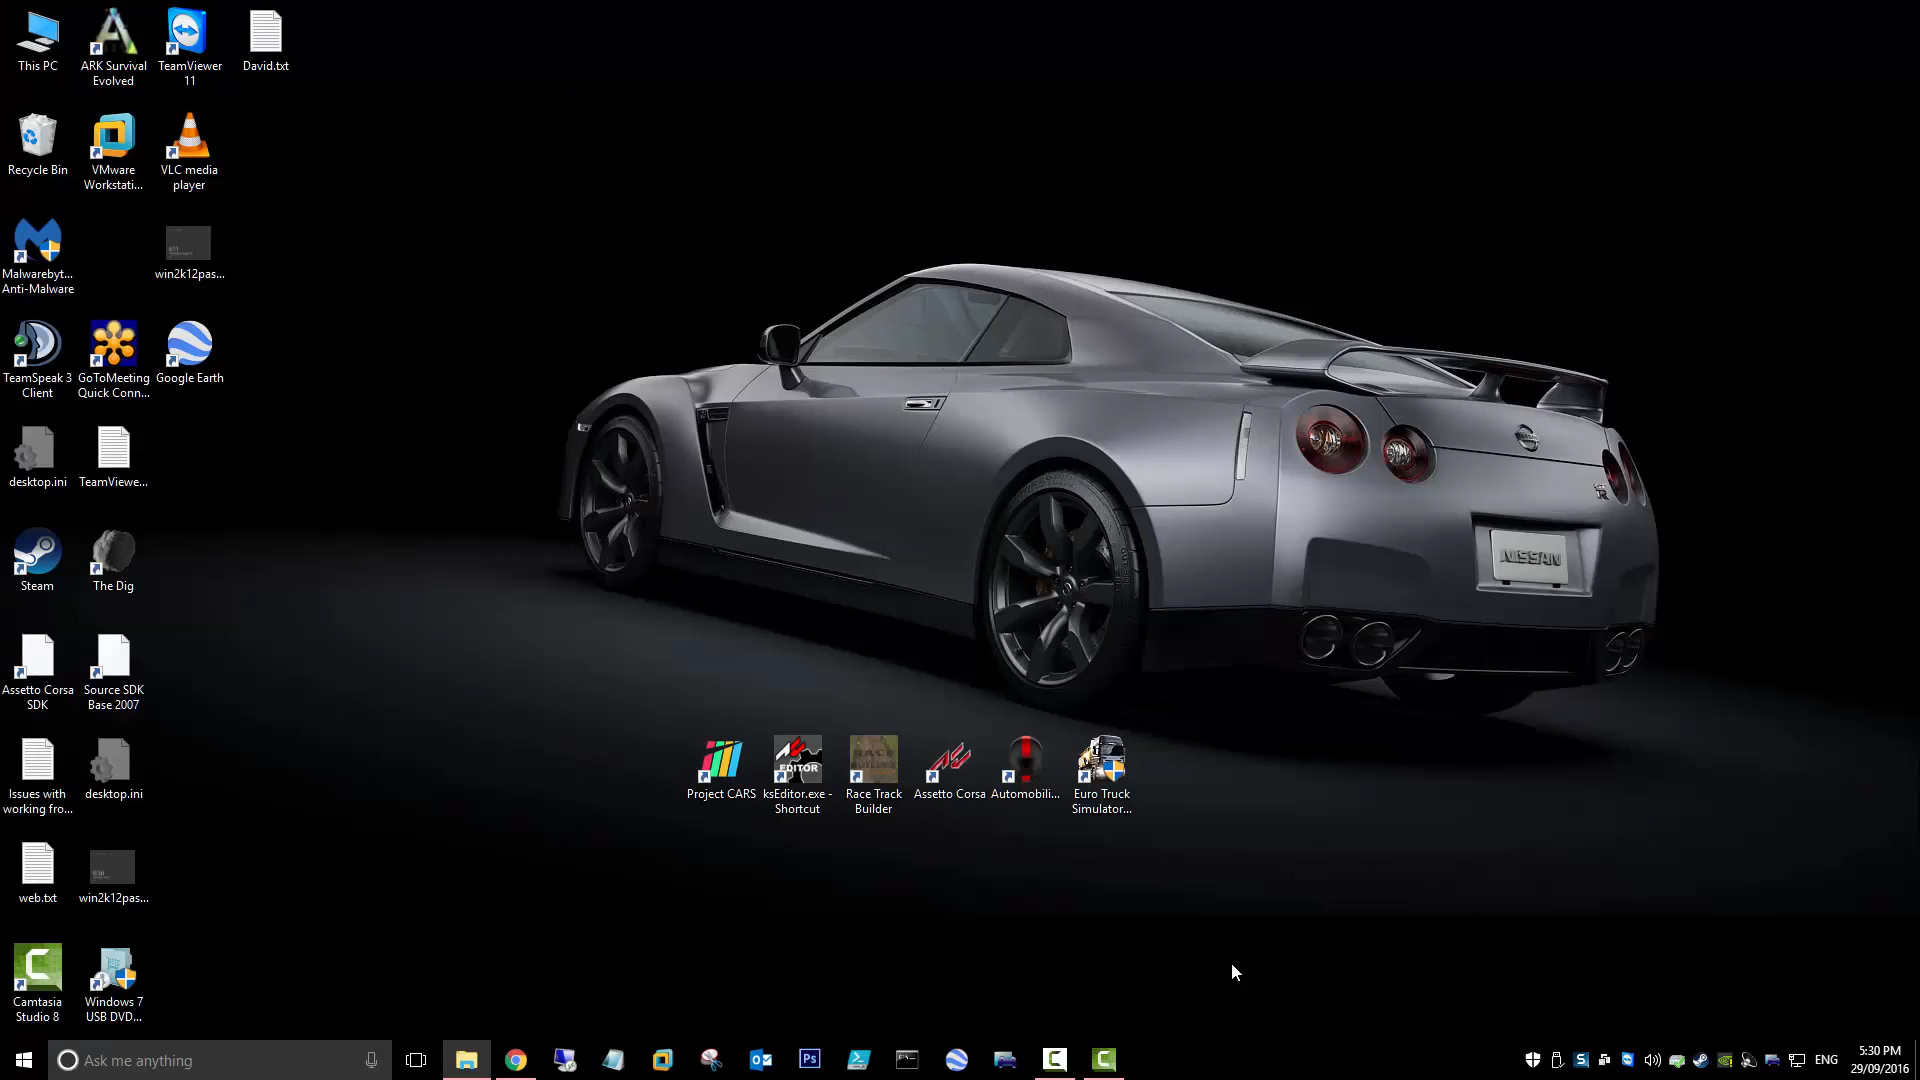 This PC
ARK Survival
Evolved
TeamViewer
11
David.txt
Recycle Bin
VMware
Workstati...
VLC media
player
Malwarebyt...
Anti-Malware
win2k12pas...
TeamSpeak 3
Client
GoToMeeting
Quick Conn...
Google Earth
desktop.ini
TeamViewe...
Steam
The Dig
Assetto Corsa
SDK
Source SDK
Base 2007
Issues with
working fro...
desktop.ini
web.txt
win2k12pas...
Camtasia
Studio 8
Windows 7
USB DVD...
NISSAN
EDITOR
RACE
Project CARS
ksEditor.exe -
Shortcut
Race Track
Builder
Assetto Corsa
Automobili...
Euro Truck
Simulator...
Ask me anything
Ps
ENG
5:30 PM
29/09/2016